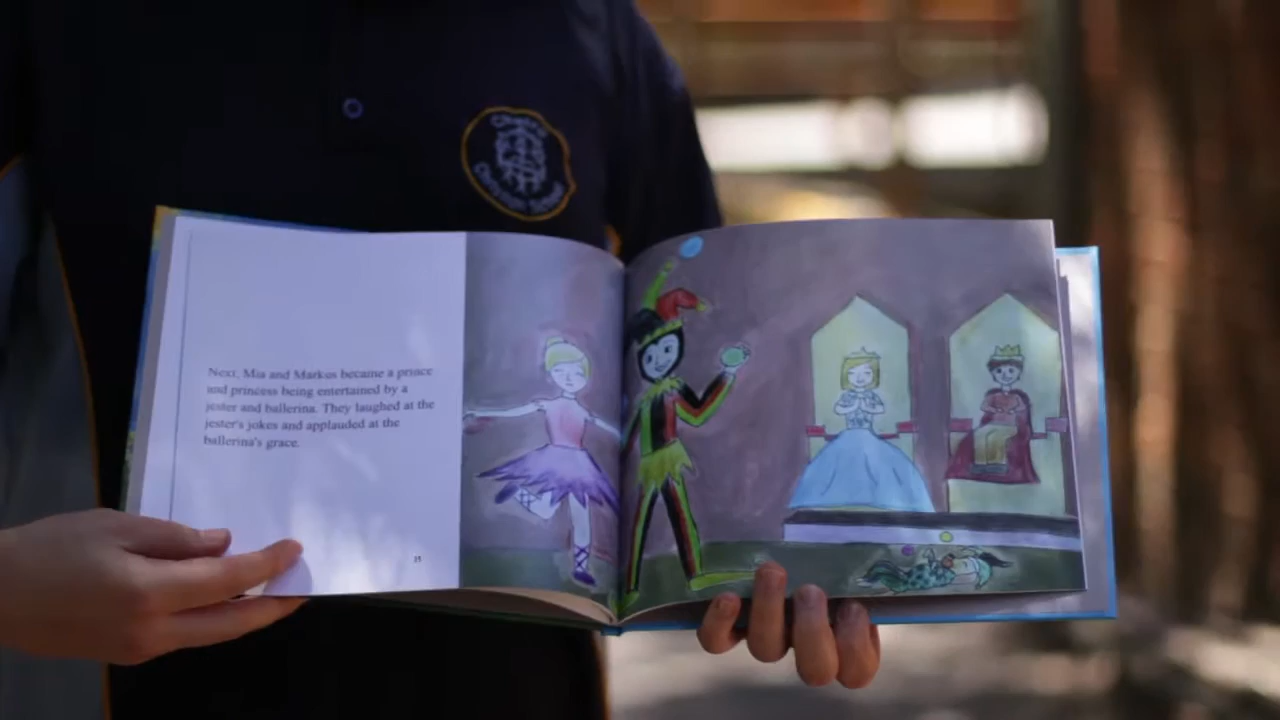 Next, Mia and Markus became a prince
and princess being entertained by a
jester and ballerina. They laughed at the
jester's jokes and applauded at the
ballerina's grace.